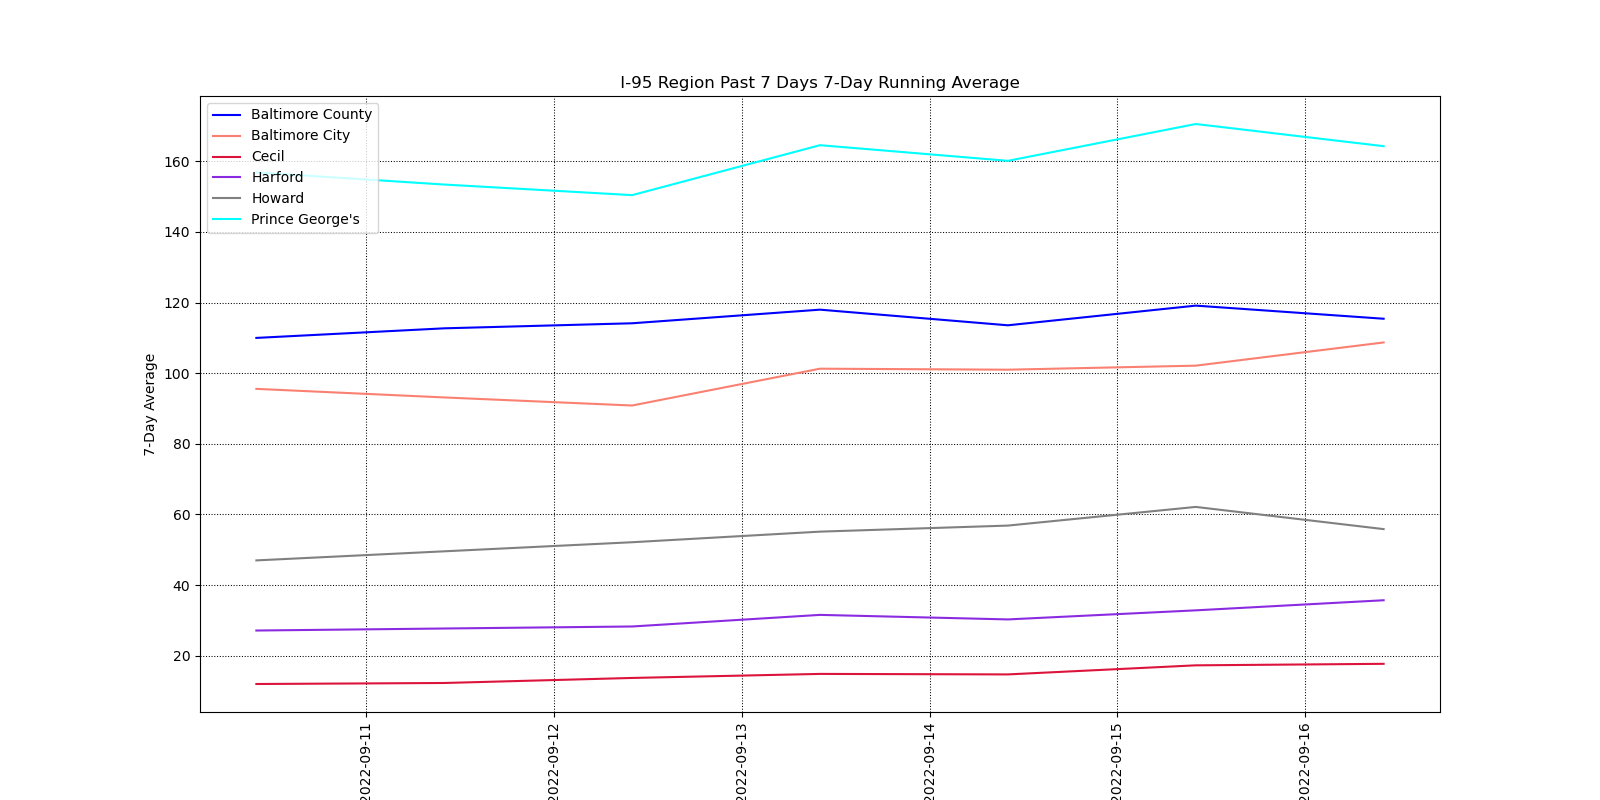 I-95 Region Past 7 Days 7-Day Running Average
Baltimore County
Baltimore City
Cecil
Harford
Howard
Prince George's
7-Day Average
160
140
120
100
80
60
40
20
2022-09-11
2022-09-12
2022-09-13
2022-09-14
2022-09-15
2022-09-16